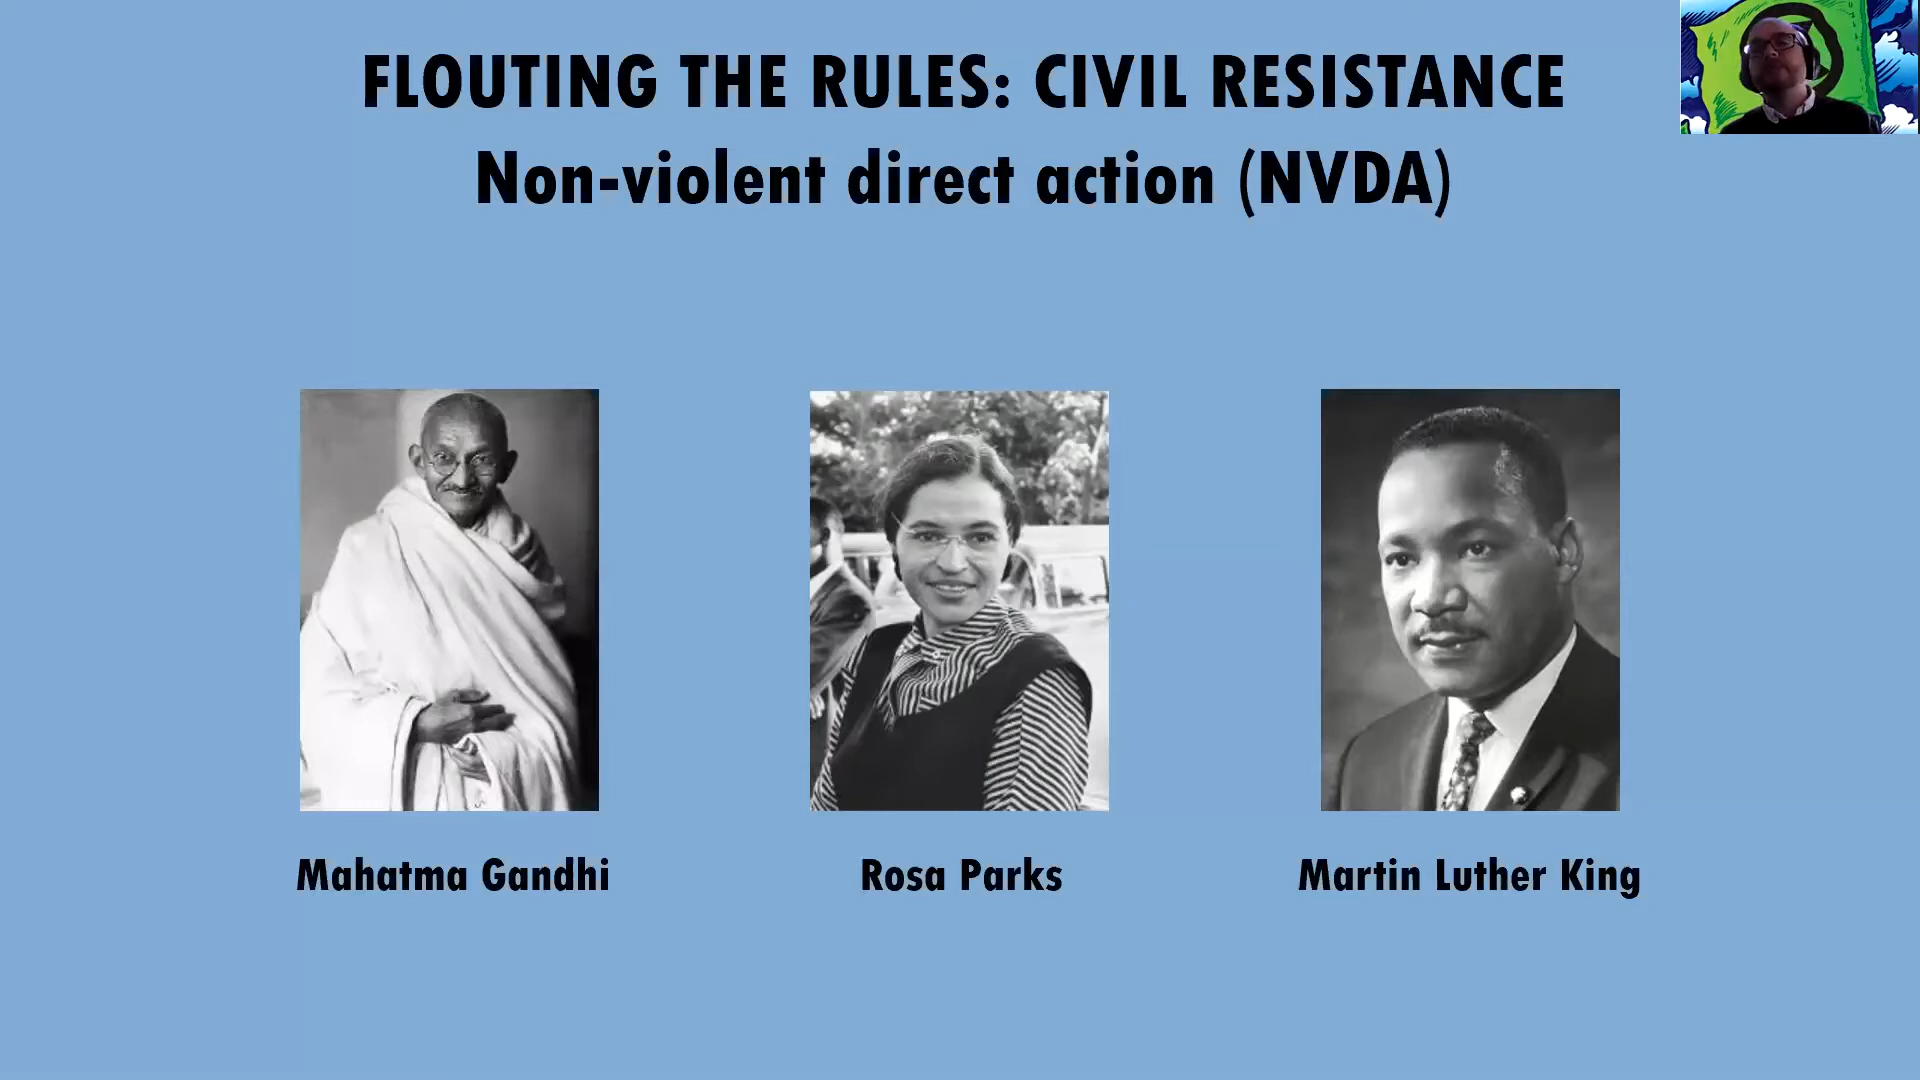 FLOUTING THE RULES: CIVIL RESISTANCE
Non-violent direct action (NVDA)
Mahatma Gandhi
Rosa Parks
Martin Luther King